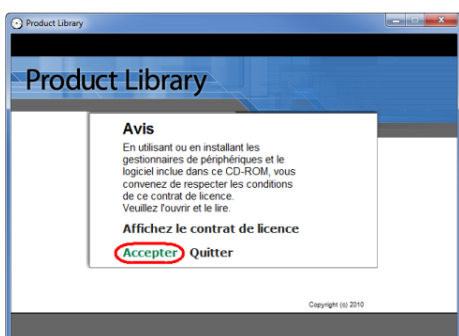 Product Library
Product Library
Avis
En utilisant ou en installant les
gestionnaires de périphériques et le
logiciel inclue dans ce CD-ROM, vous
convenez de respecter les conditions
de ce contrat de licence.
Veuillez l'ouvrir et le lire.
Affichez le contrat de licence
Accepter Quitter
Copyright (c) 2010